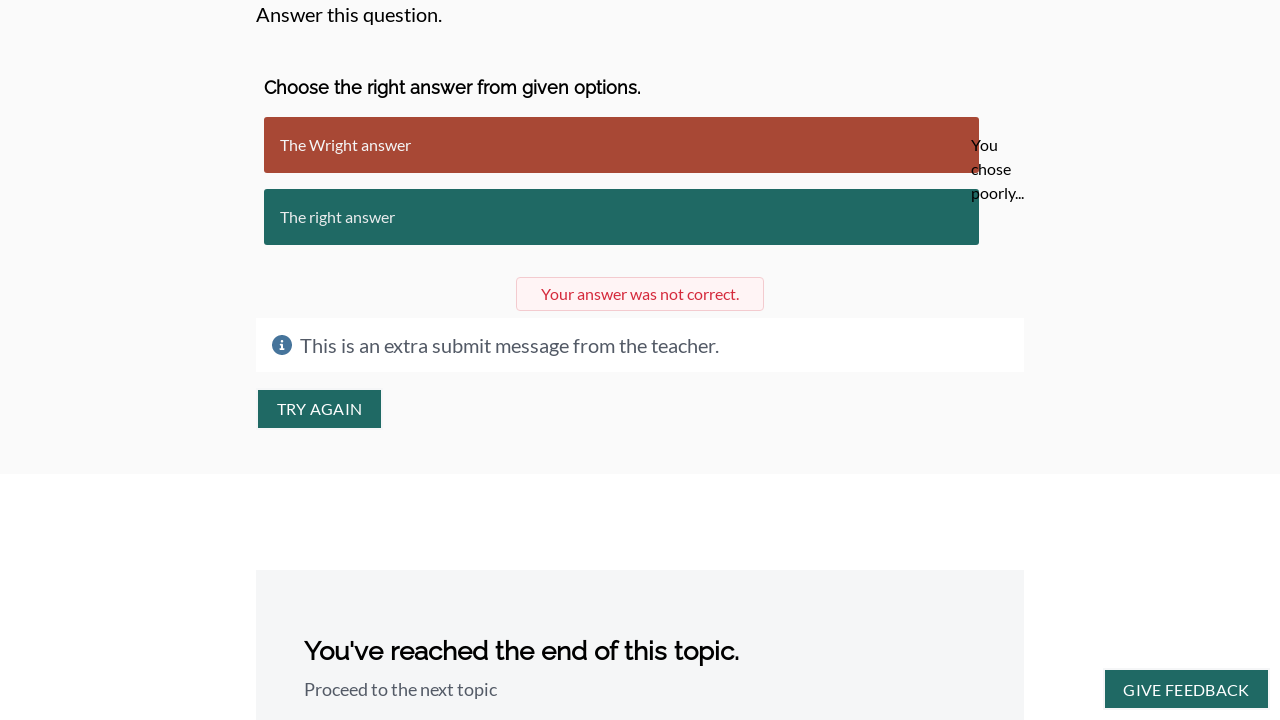 Answer this question.
Choose the right answer from given options.
The Wright answer
You
chose
poorly...
The right answer
Your answer was not correct.
This is an extra submit message from the teacher.
TRY AGAIN
You've reached the end of this topic.
Proceed to the next topic
GIVE FEEDBACK